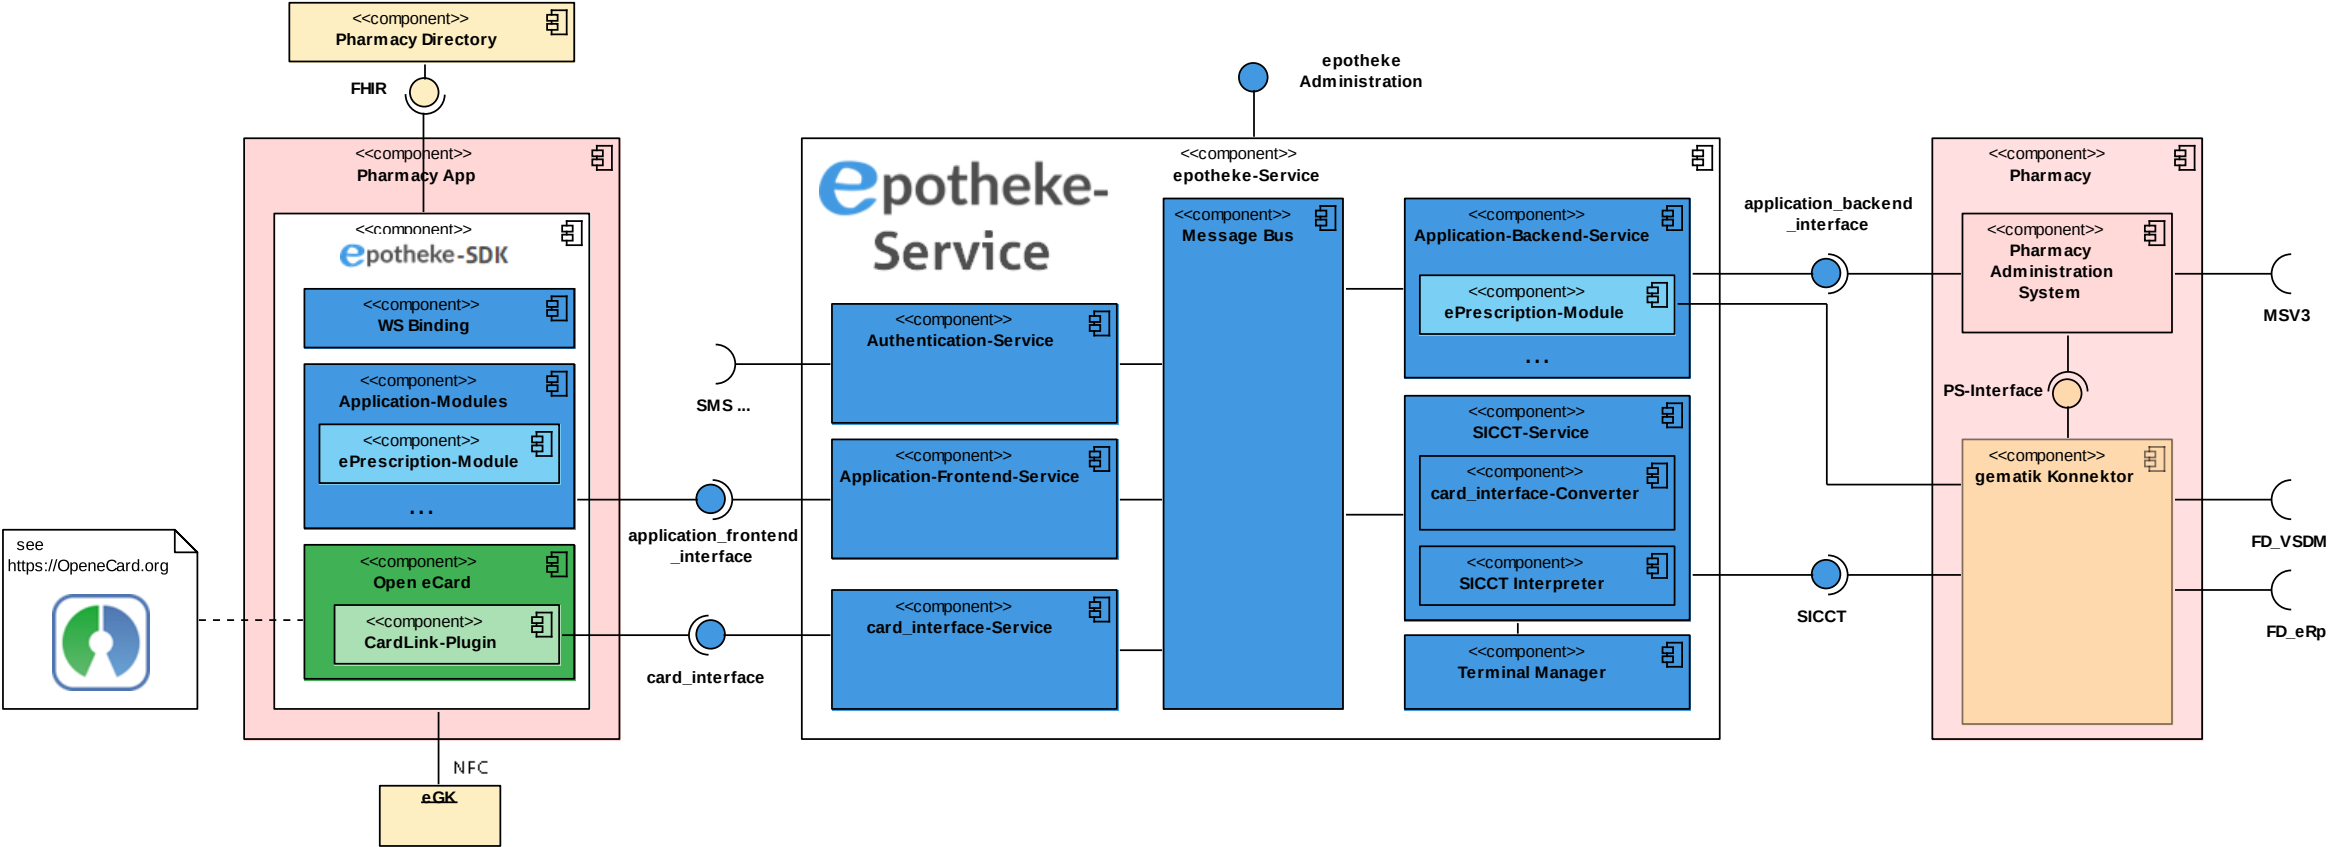 <<component>>
Pharmacy Directory
FHIR
<<component>>
Pharmacy App
<<component>>
epotheke-SDK
<<component>>
WS Binding
<<component>>
Application-Modules
<<component>>
ePrescription-Module
...
<<component>>
Open eCard
<<component>>
CardLink-Plugin
see
https://OpeneCard.org
NFC
eGK
SMS ...
application_frontend
_interface
card_interface
epotheke
Administration
<<component>>
epotheke-Service
epotheke-
Service
<<component>>
Authentication-Service
<<component>>
Application-Frontend-Service
<<component>>
card_interface-Service
<<component>>
Message Bus
<<component>>
Application-Backend-Service
<<component>>
ePrescription-Module
...
<<component>>
SICCT-Service
<<component>>
card_interface-Converter
<<component>>
SICCT Interpreter
<<component>>
Terminal Manager
application_backend
_interface
SICCT
<<component>>
Pharmacy
<<component>>
Pharmacy
Administration
System
PS-Interface
<<component>>
gematik Konnektor
MSV3
FD_VSDM
FD_eRp